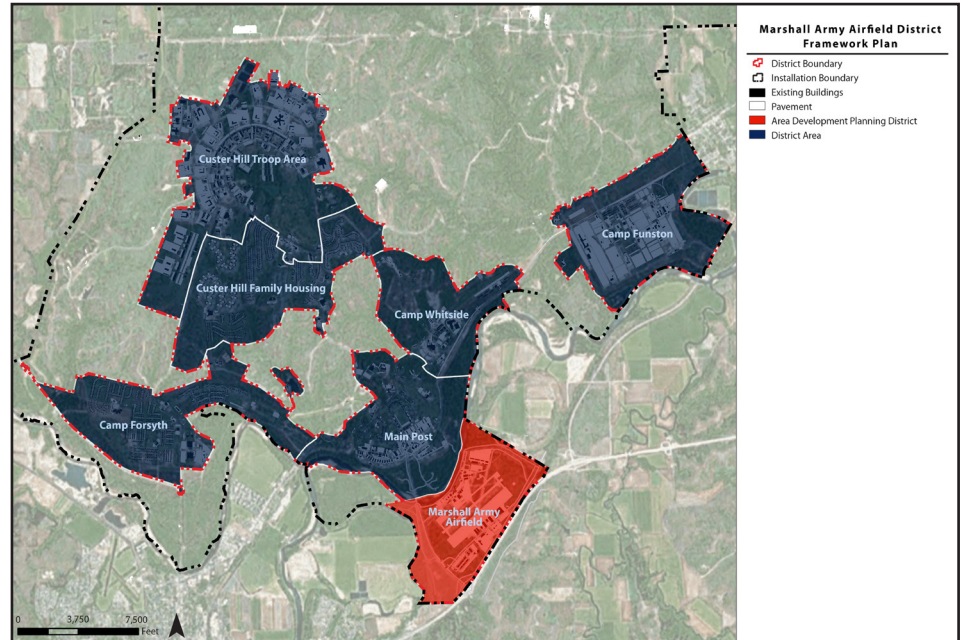 Marshall Army Airfield District
Framework Plan
District Boundary
Installation Boundary
Existing Buildings
Pavement
Area Development Planning District
District Area
Custer Hill Troop Area
Camp Funston
Custer Hill Family Housing
Camp Whitside
Camp Forsyth
Main Post
Marshall Army
Airfield
0 3,750 7,500
Feet